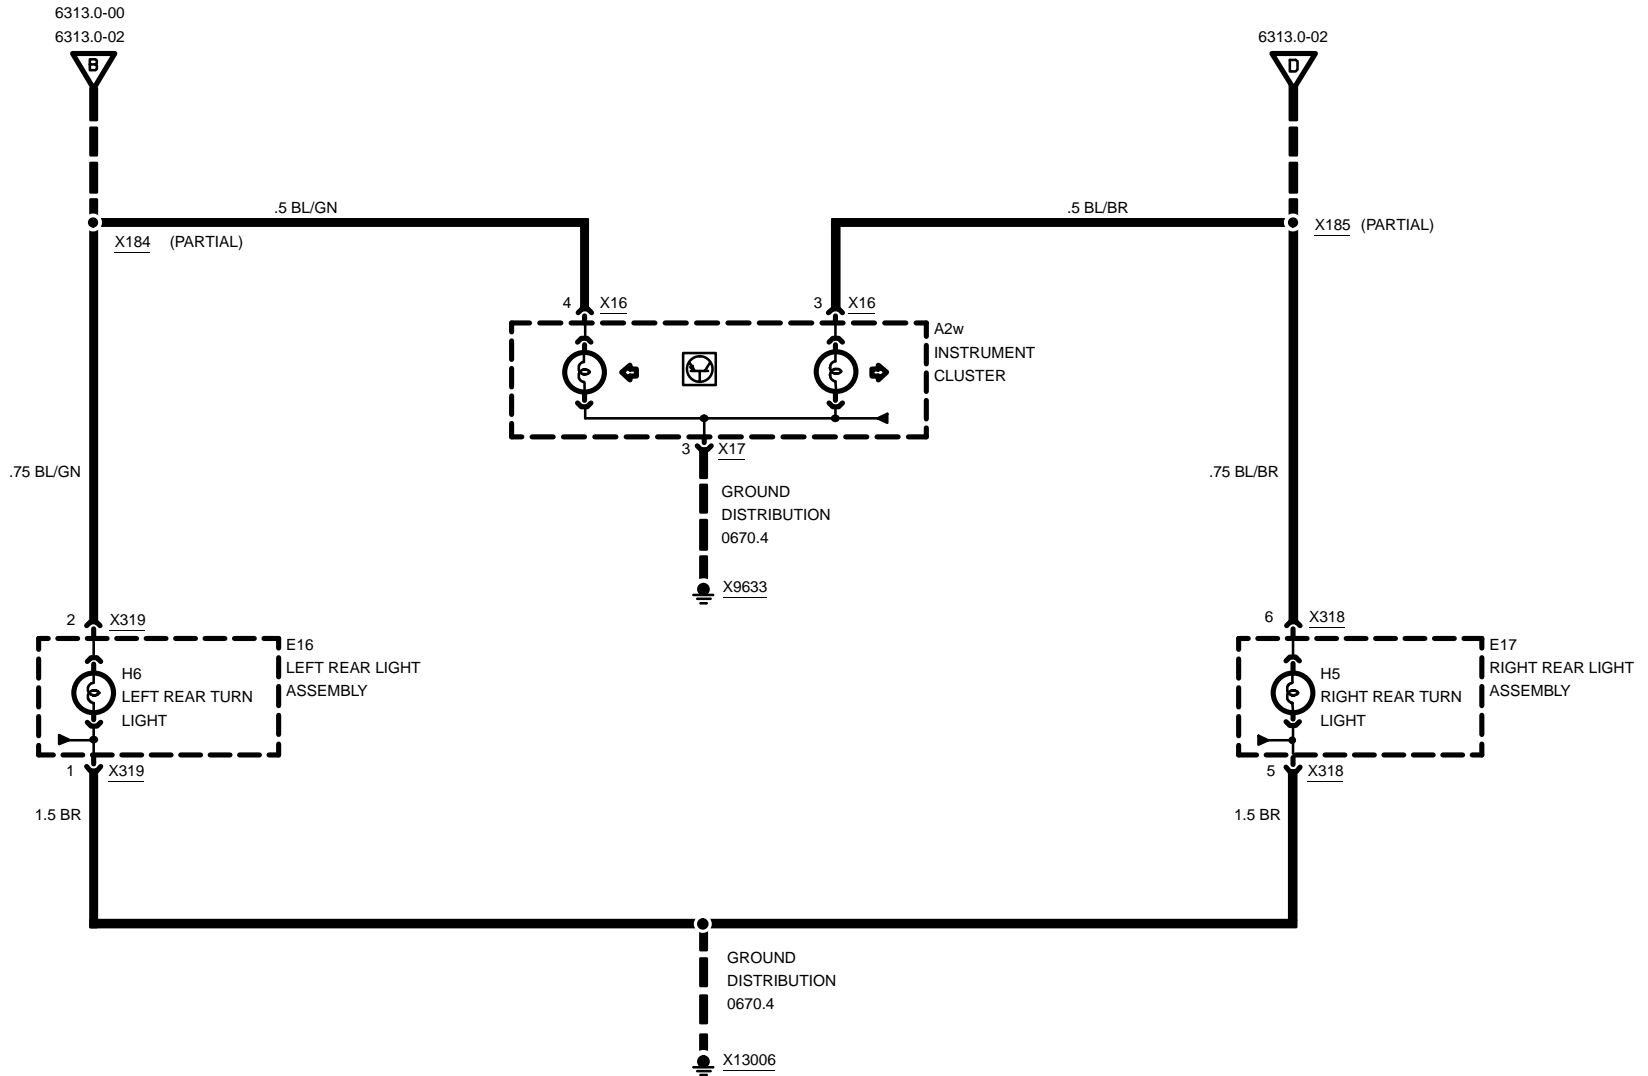 6313.0-00
6313.0-02
B
6313.0-02
D
.5 BL/GN
X184 (PARTIAL)
.5 BL/BR
X185 (PARTIAL)
4 X16
3 X16
A2w
INSTRUMENT
CLUSTER
3 X17
GROUND
DISTRIBUTION
0670.4
X9633
.75 BL/GN
.75 BL/BR
2 X319
E16
LEFT REAR LIGHT
ASSEMBLY
H6
LEFT REAR TURN
LIGHT
1 X319
1.5 BR
6 X318
E17
RIGHT REAR LIGHT
ASSEMBLY
H5
RIGHT REAR TURN
LIGHT
5 X318
1.5 BR
GROUND
DISTRIBUTION
0670.4
X13006